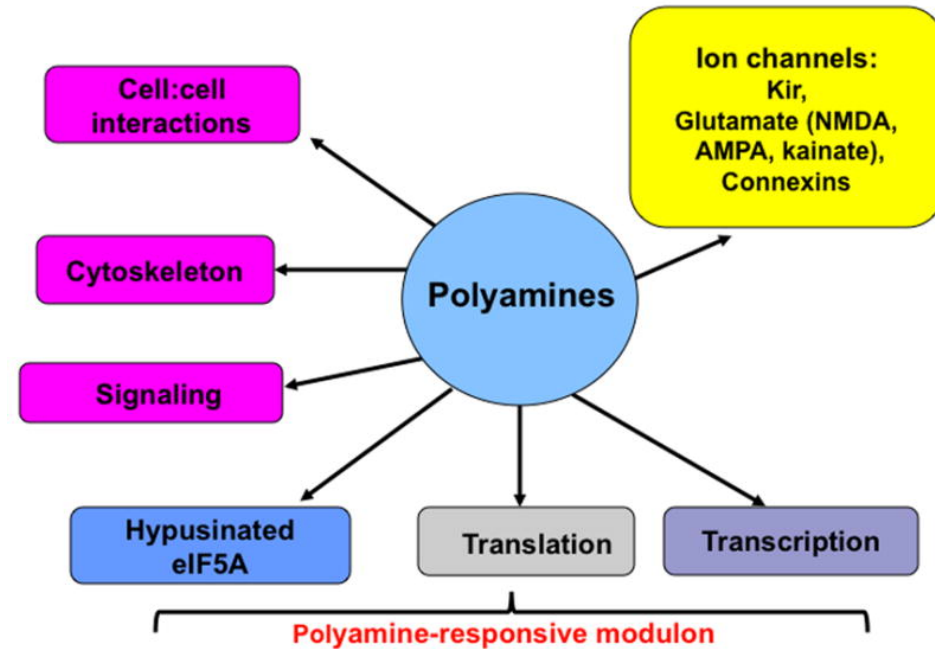 Cell:cell
interactions
Ion channels:
Kir,
Glutamate (NMDA,
AMPA, kainate),
Connexins
Cytoskeleton
Polyamines
Signaling
Hypusinated
eIF5A
Translation
Transcription
Polyamine-responsive modulon